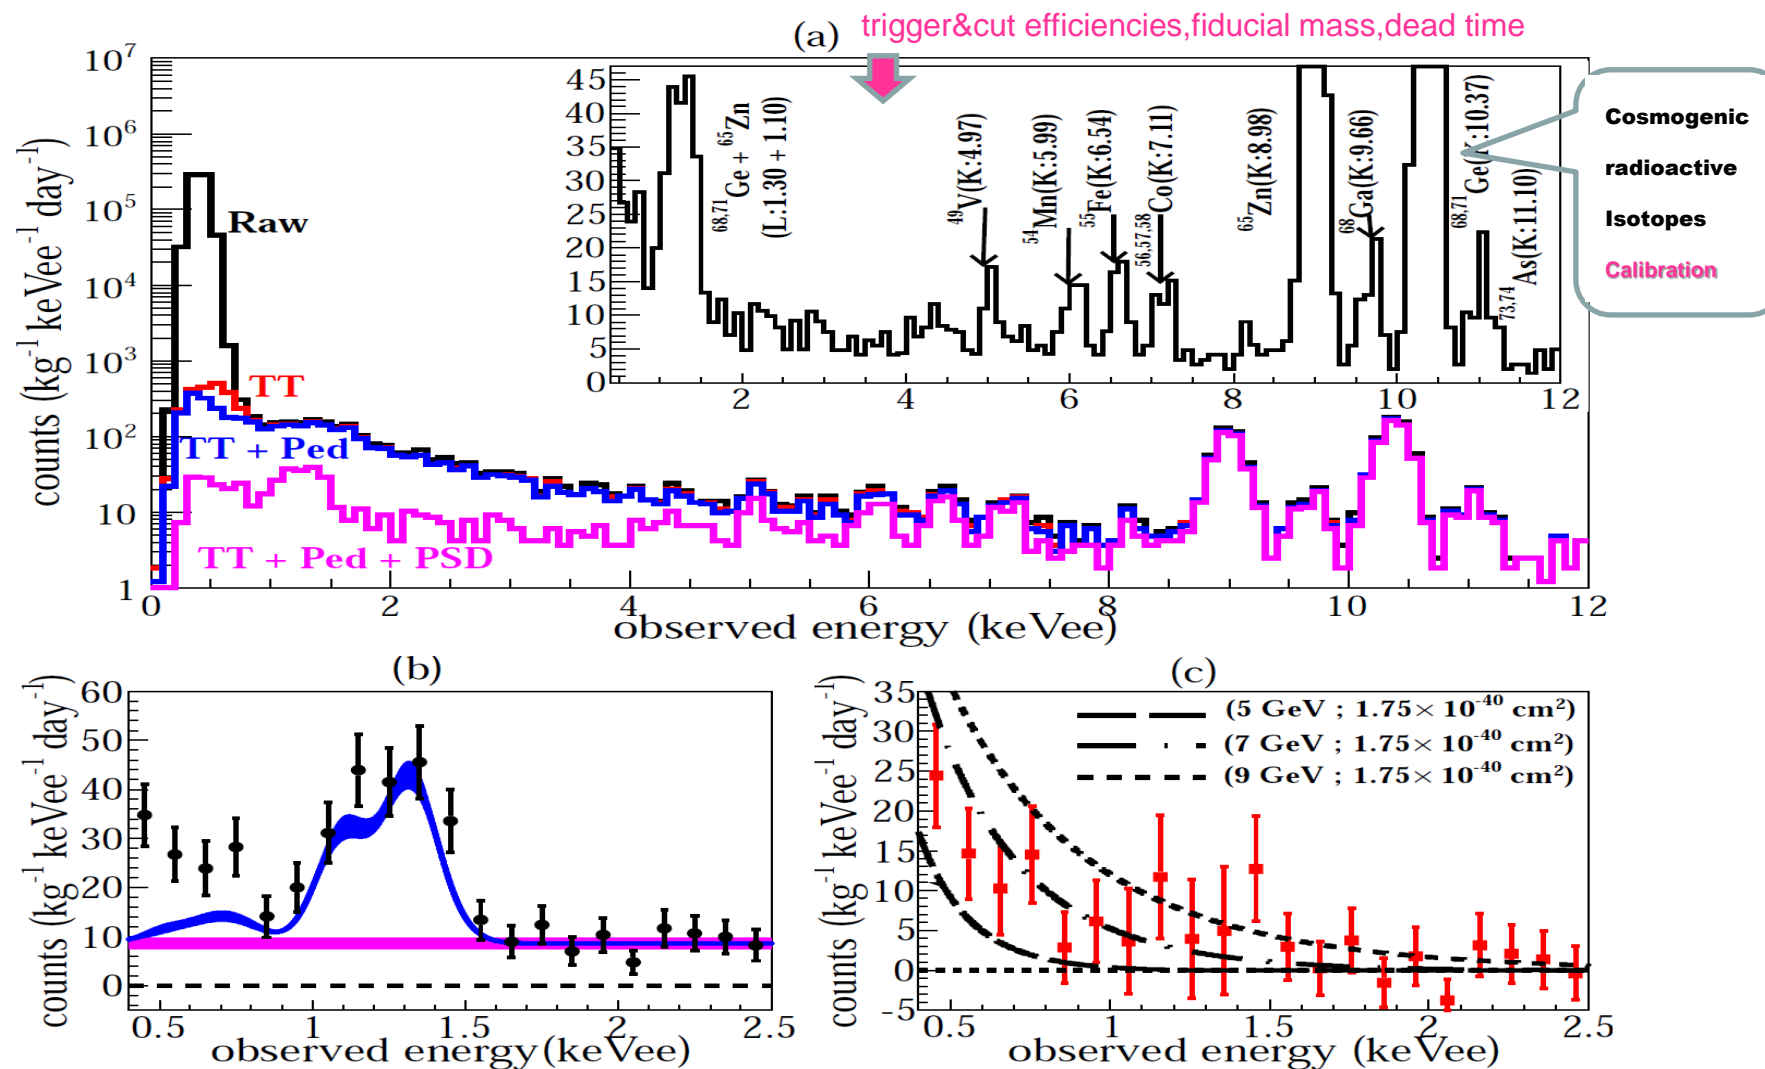 (a) trigger&cut efficiencies,fiducial mass,dead time
counts (kg⁻¹ keVee⁻¹ day⁻¹)
10⁷
10⁶
10⁵
10⁴
10³
10²
10
1
Raw
TT
TT + Ped
TT + Ped + PSD
0 2 4 6 8 10 12
observed energy (keVee)
45
40
35
30
25
20
15
10
5
0
2 4 6 8 10 12
⁶⁸,⁷¹Ge + ⁶⁵Zn
(L:1.30 + 1.10)
⁴⁹V(K:4.97)
⁵⁴Mn(K:5.99)
⁵⁵Fe(K:6.54)
⁵⁶,⁵⁷,⁵⁸Co(K:7.11)
⁶⁵Zn(K:8.98)
⁶⁸Ga(K:9.66)
⁶⁸,⁷¹Ge(K:10.37)
⁷³,⁷⁴As(K:11.10)
Cosmogenic
radioactive
Isotopes
Calibration
(b)
counts (kg⁻¹ keVee⁻¹ day⁻¹)
60
50
40
30
20
10
0
0.5 1 1.5 2 2.5
observed energy (keVee)
(c)
counts (kg⁻¹ keVee⁻¹ day⁻¹)
35
30
25
20
15
10
5
0
-5
(5 GeV ; 1.75× 10⁻⁴⁰ cm²)
(7 GeV ; 1.75× 10⁻⁴⁰ cm²)
(9 GeV ; 1.75× 10⁻⁴⁰ cm²)
0.5 1 1.5 2 2.5
observed energy (keVee)